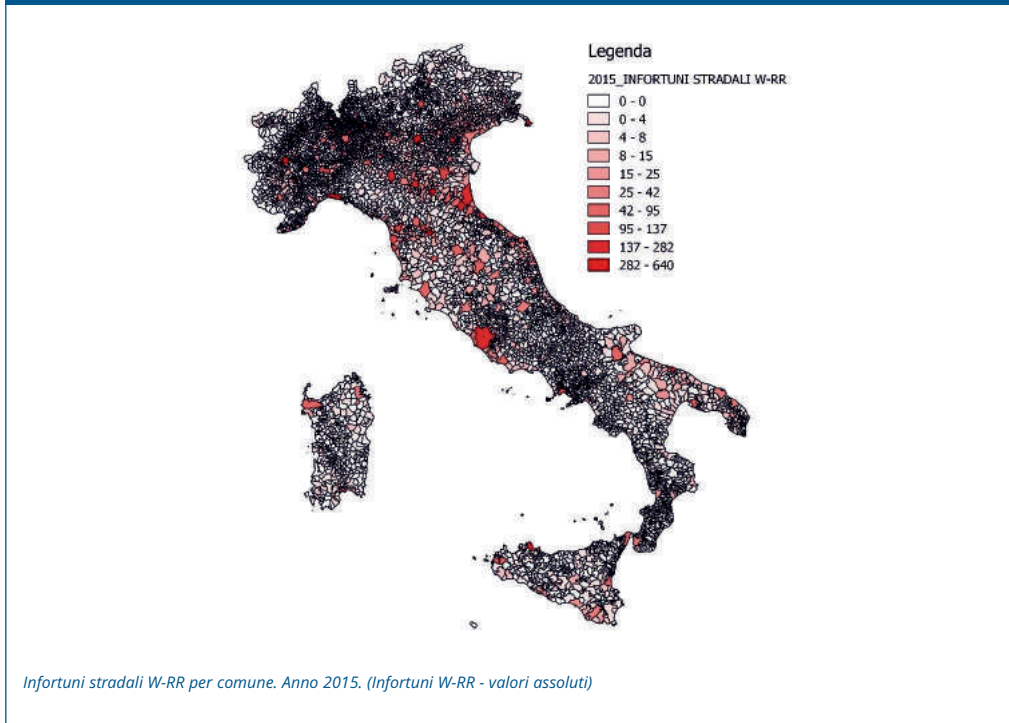 Legenda
2015_INFORTUNI STRADALI W-RR
0 - 0
0 - 4
4 - 8
8 - 15
15 - 25
25 - 42
42 - 95
95 - 137
137 - 282
282 - 640
Infortuni stradali W-RR per comune. Anno 2015. (Infortuni W-RR - valori assoluti)